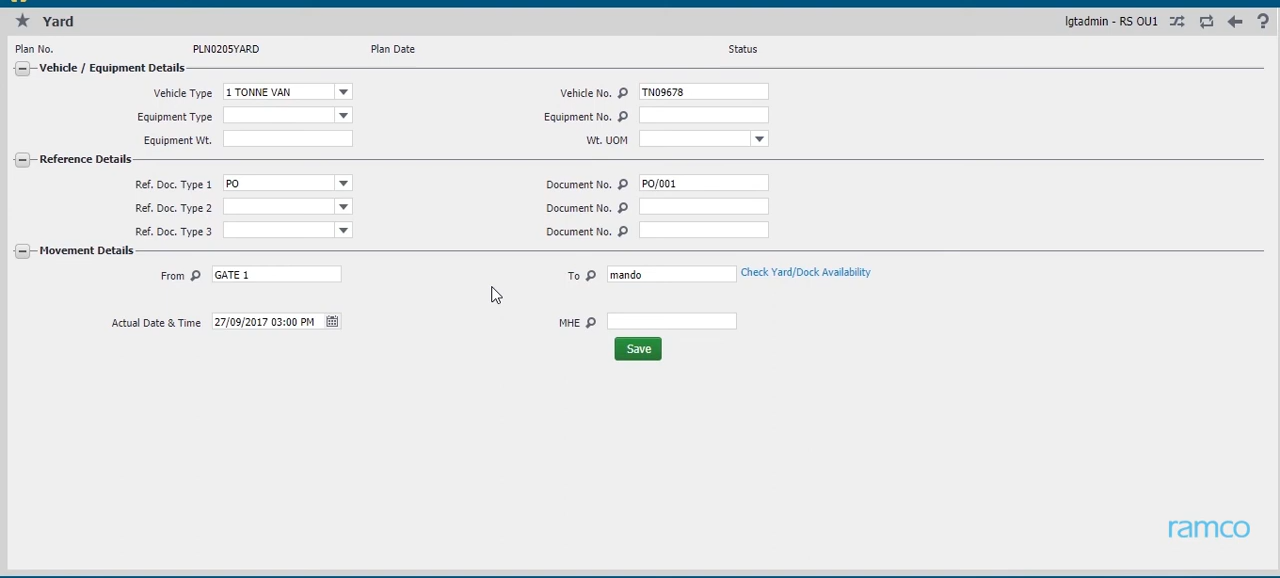 Yard lgtadmin - RS OU1 ?
Plan No. PLN0205YARD Plan Date Status
Vehicle / Equipment Details
Vehicle Type 1 TONNE VAN Vehicle No. TN09678
Equipment Type Equipment No.
Equipment Wt. Wt. UOM
Reference Details
Ref. Doc. Type 1 PO Document No. PO/001
Ref. Doc. Type 2 Document No.
Ref. Doc. Type 3 Document No.
Movement Details
From GATE 1 To mando Check Yard/Dock Availability
Actual Date & Time 27/09/2017 03:00 PM MHE
Save
ramco